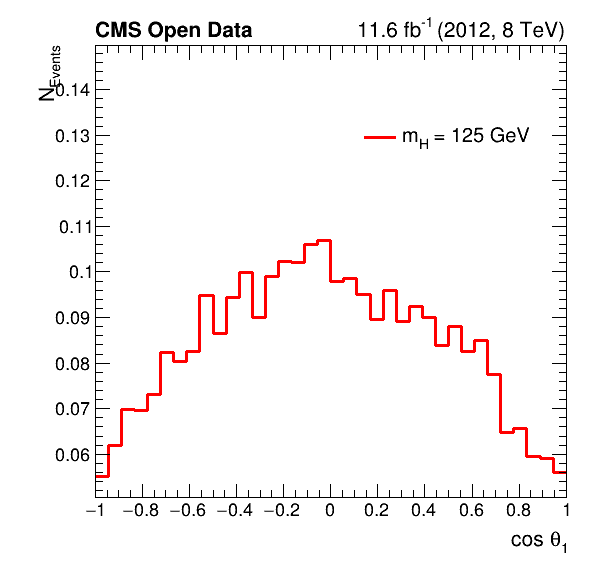 CMS Open Data 11.6 fb-1 (2012, 8 TeV)
NEvents
0.14
0.13
0.12
0.11
0.1
0.09
0.08
0.07
0.06
mH = 125 GeV
−1 −0.8 −0.6 −0.4 −0.2 0 0.2 0.4 0.6 0.8 1
cos θ1